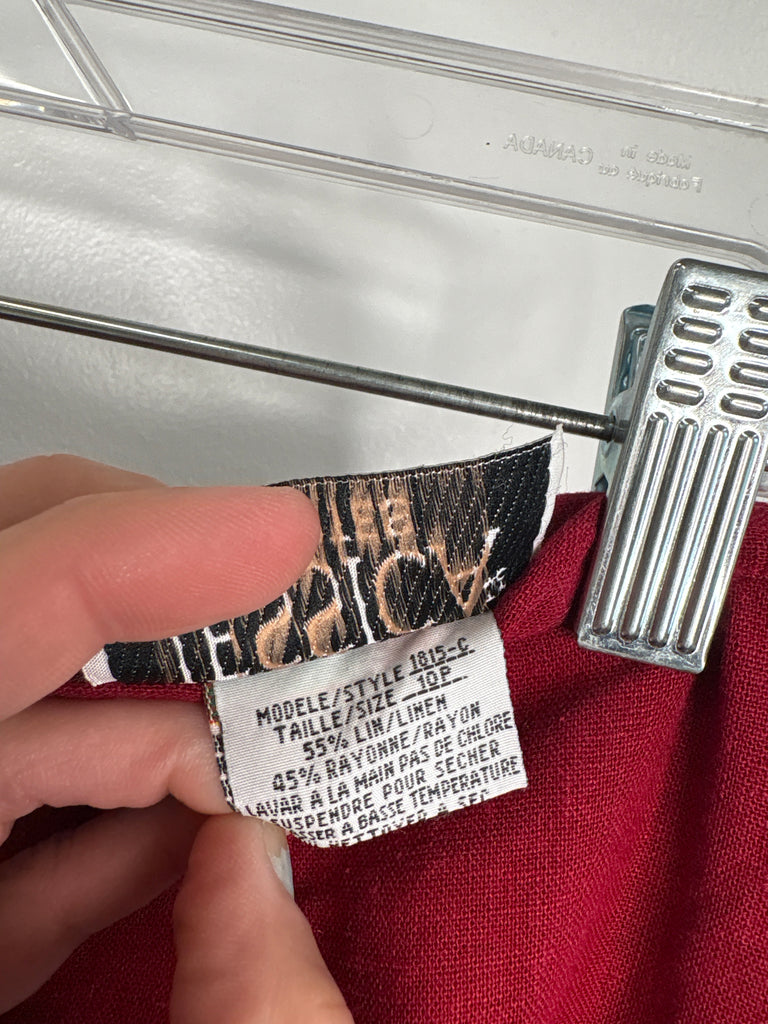 Made in CANADA
Fabriqué au
MODELE/STYLE 1815-C
TAILLE/SIZE 10P
55% LIN/LINEN
45% RAYONNE/RAYON
LAVAR A LA MAIN PAS DE CHLORE
SUSPENDRE POUR SECHER
A BASSE TEMPERATURE
A SEC